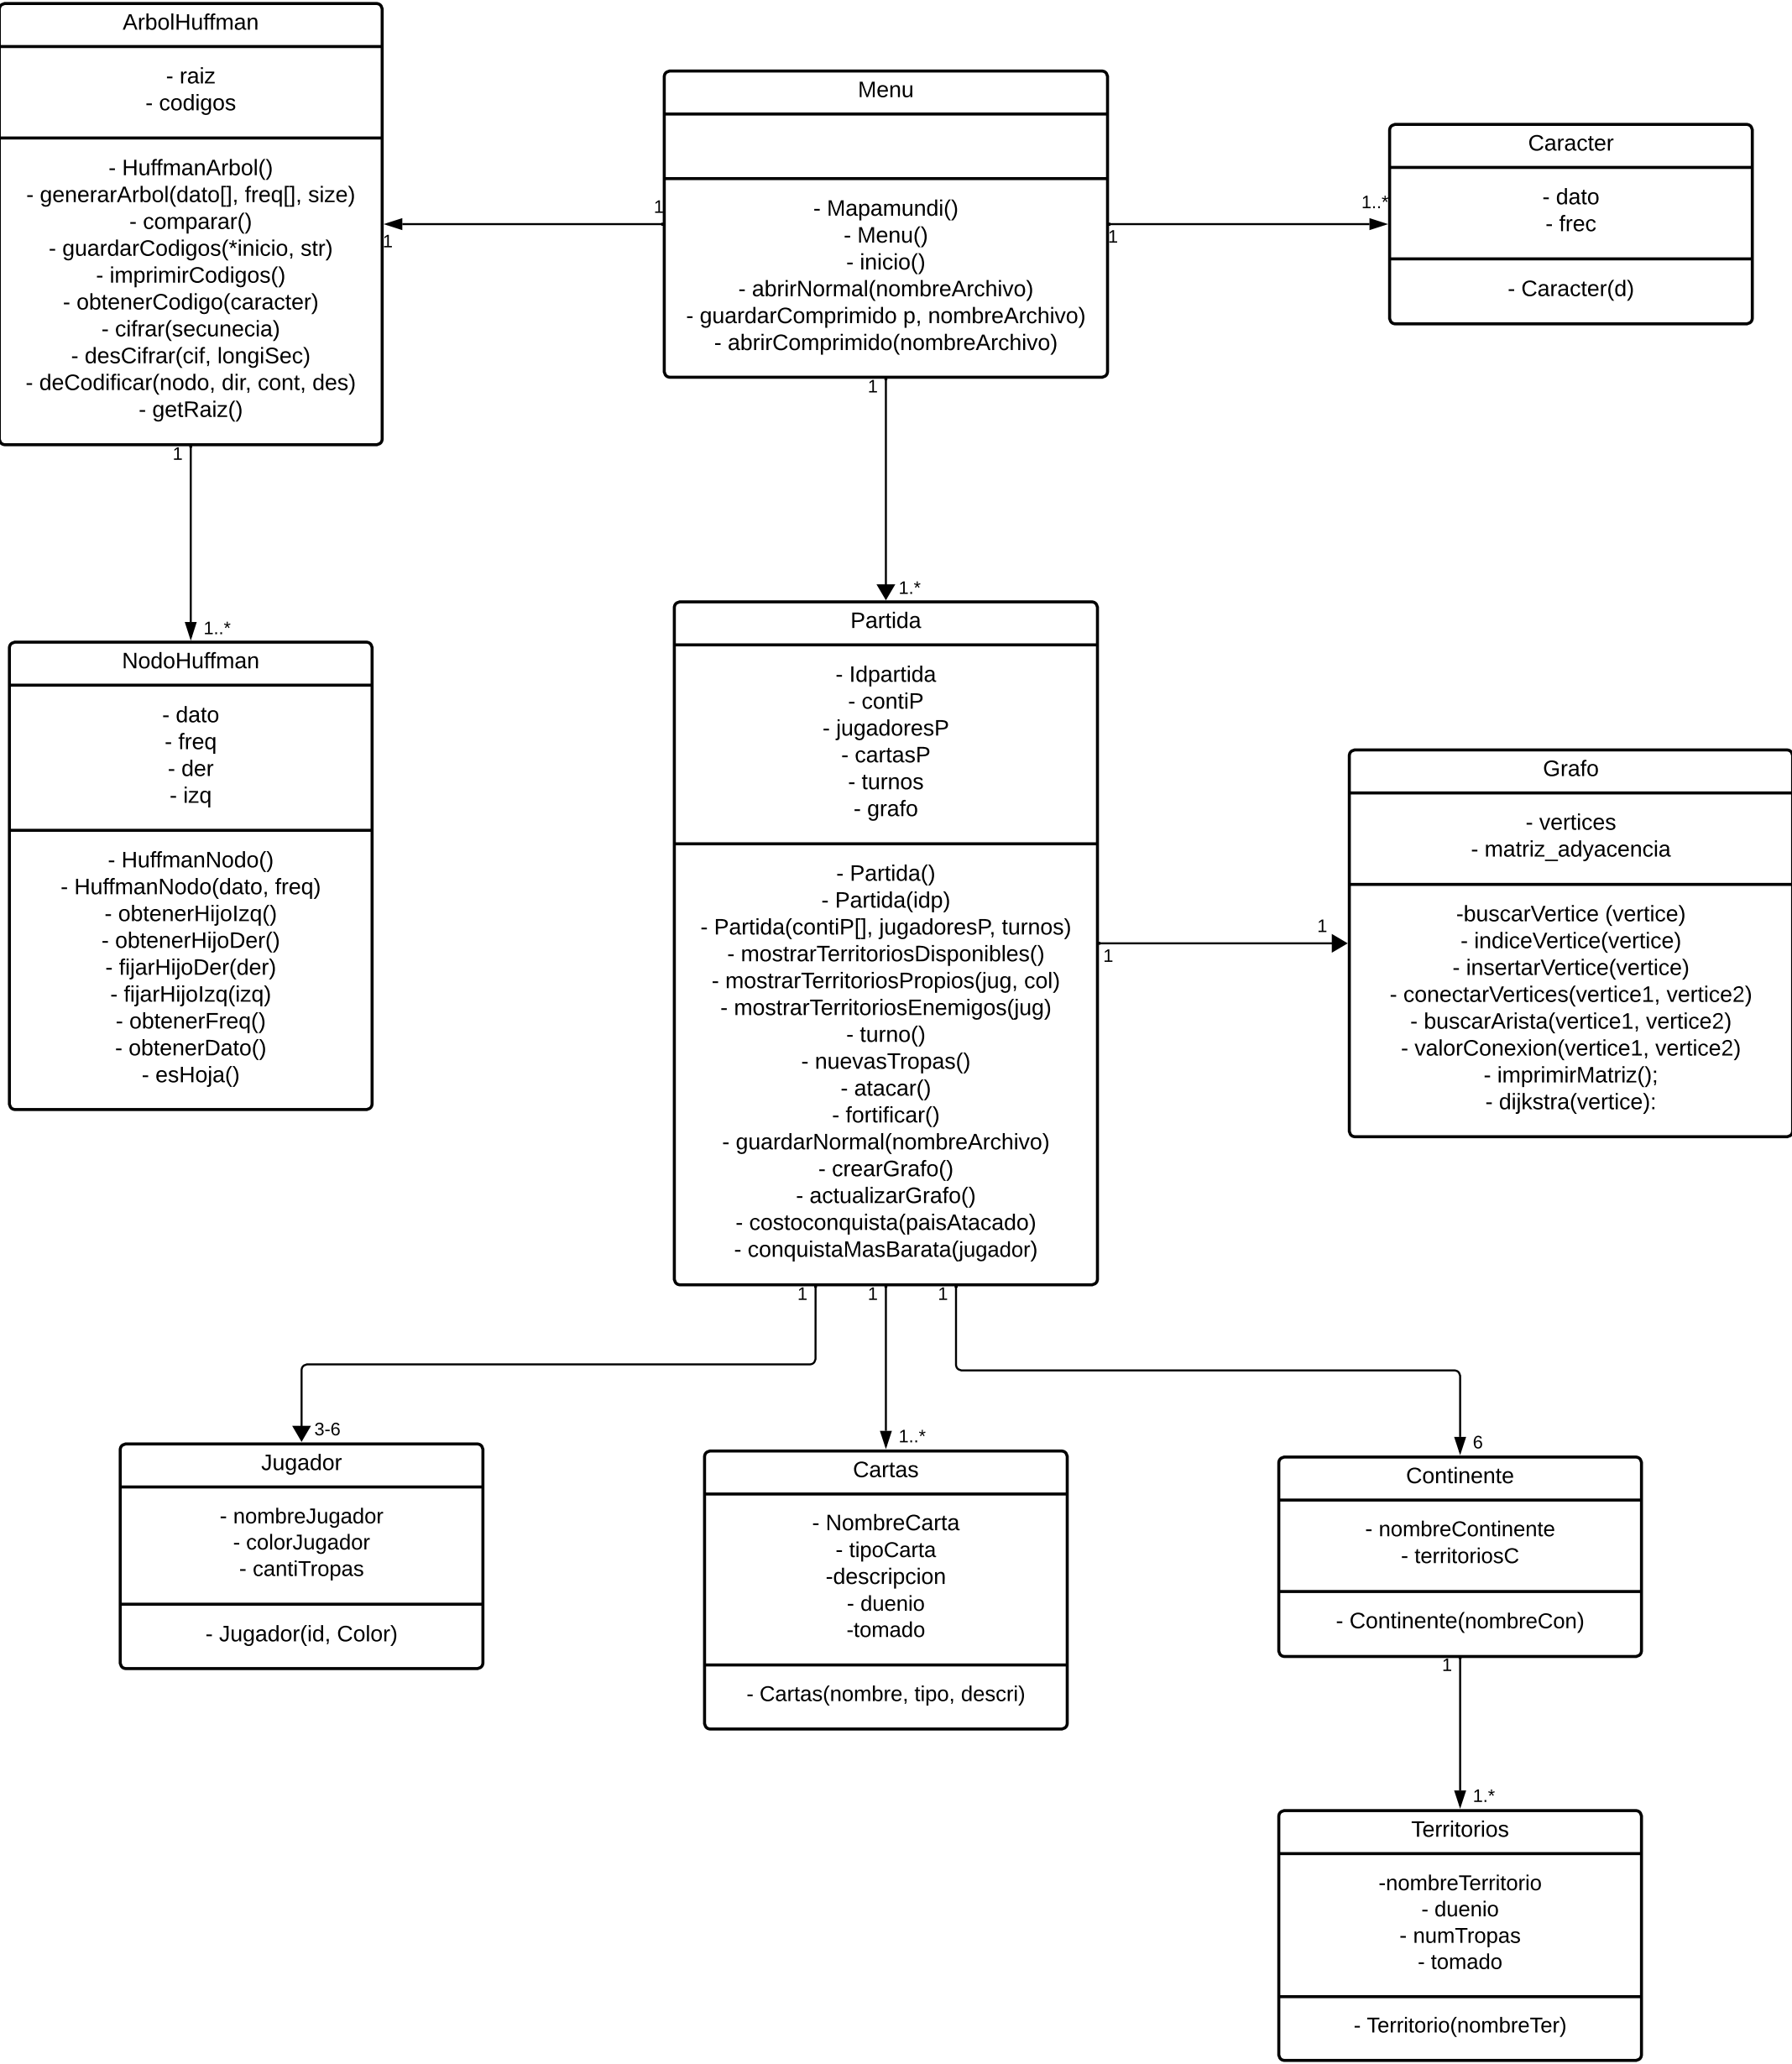 ArbolHuffman
- raiz
- codigos
- HuffmanArbol()
- generarArbol(dato[], freq[], size)
- comparar()
- guardarCodigos(*inicio, str)
- imprimirCodigos()
- obtenerCodigo(caracter)
- cifrar(secunecia)
- desCifrar(cif, longiSec)
- deCodificar(nodo, dir, cont, des)
- getRaiz()
1
1
Menu
- Mapamundi()
- Menu()
- inicio()
- abrirNormal(nombreArchivo)
- guardarComprimido p, nombreArchivo)
- abrirComprimido(nombreArchivo)
1
1
1..*
Caracter
- dato
- frec
- Caracter(d)
1
1..*
NodoHuffman
- dato
- freq
- der
- izq
- HuffmanNodo()
- HuffmanNodo(dato, freq)
- obtenerHijoIzq()
- obtenerHijoDer()
- fijarHijoDer(der)
- fijarHijoIzq(izq)
- obtenerFreq()
- obtenerDato()
- esHoja()
1.*
Partida
- Idpartida
- contiP
- jugadoresP
- cartasP
- turnos
- grafo
- Partida()
- Partida(idp)
- Partida(contiP[], jugadoresP, turnos)
- mostrarTerritoriosDisponibles()
- mostrarTerritoriosPropios(jug, col)
- mostrarTerritoriosEnemigos(jug)
- turno()
- nuevasTropas()
- atacar()
- fortificar()
- guardarNormal(nombreArchivo)
- crearGrafo()
- actualizarGrafo()
- costoconquista(paisAtacado)
- conquistaMasBarata(jugador)
1
1
Grafo
- vertices
- matriz_adyacencia
-buscarVertice (vertice)
- indiceVertice(vertice)
- insertarVertice(vertice)
- conectarVertices(vertice1, vertice2)
- buscarArista(vertice1, vertice2)
- valorConexion(vertice1, vertice2)
- imprimirMatriz();
- dijkstra(vertice):
1
1
1
3-6
Jugador
- nombreJugador
- colorJugador
- cantiTropas
- Jugador(id, Color)
1..*
Cartas
- NombreCarta
- tipoCarta
-descripcion
- duenio
-tomado
- Cartas(nombre, tipo, descri)
6
Continente
- nombreContinente
- territoriosC
- Continente(nombreCon)
1
1.*
Territorios
-nombreTerritorio
- duenio
- numTropas
- tomado
- Territorio(nombreTer)